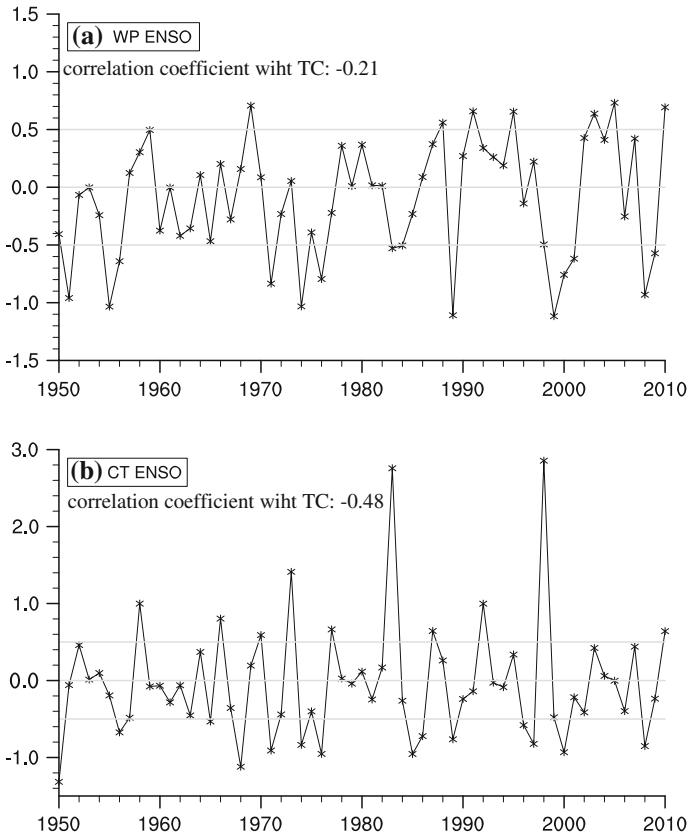 1.5
(a) WP ENSO
correlation coefficient wiht TC: -0.21
1.0
0.5
0.0
-0.5
-1.0
-1.5
1950 1960 1970 1980 1990 2000 2010
3.0
(b) CT ENSO
correlation coefficient wiht TC: -0.48
2.0
1.0
0.0
-1.0
1950 1960 1970 1980 1990 2000 2010